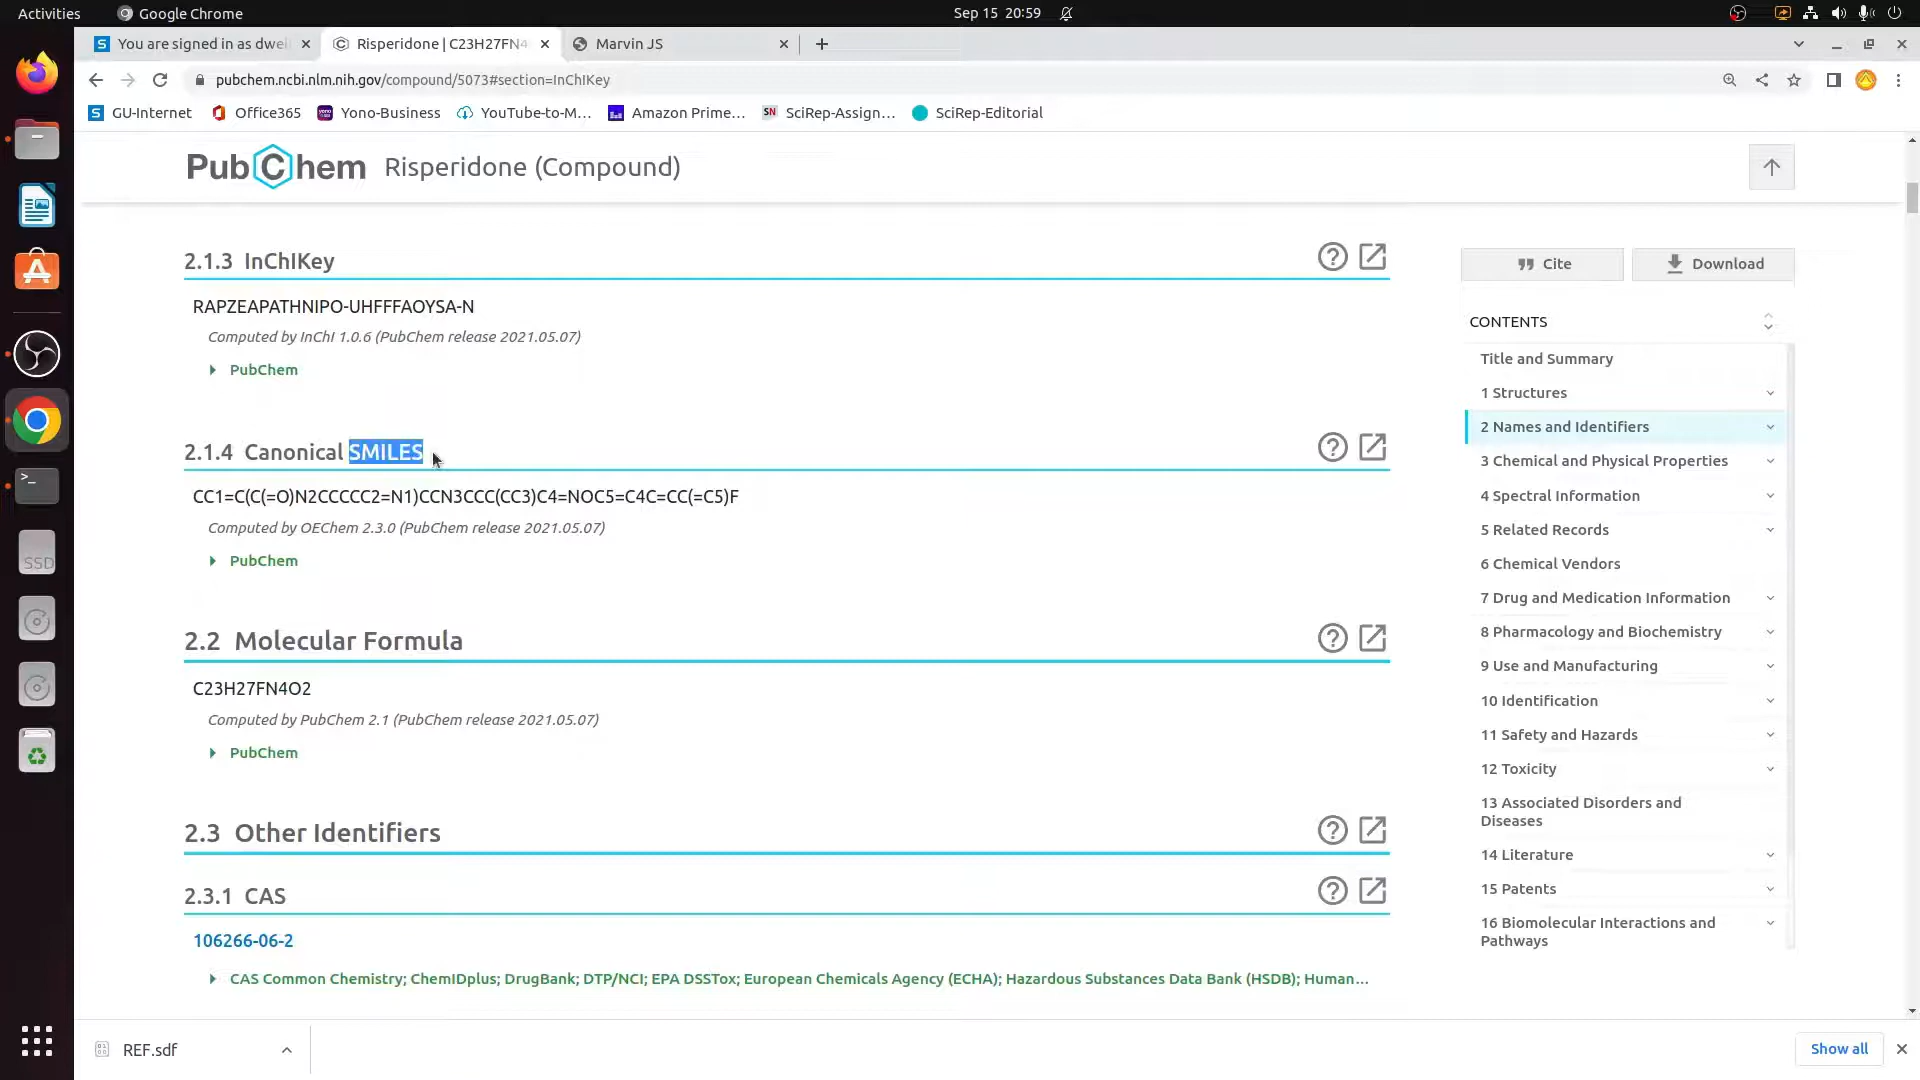 Activities
Google Chrome
Sep 15 20:59
You are signed in as dwei
Risperidone | C23H27FN4
Marvin JS
pubchem.ncbi.nlm.nih.gov/compound/5073#section=InChIKey
GU-Internet
Office365
Yono-Business
YouTube-to-M...
Amazon Prime...
SN SciRep-Assign...
SciRep-Editorial
PubChem Risperidone (Compound)
2.1.3 InChIKey
RAPZEAPATHNIPO-UHFFFAOYSA-N
Computed by InChI 1.0.6 (PubChem release 2021.05.07)
PubChem
2.1.4 Canonical SMILES
CC1=C(C(=O)N2CCCCC2=N1)CCN3CCC(CC3)C4=NOC5=C4C=CC(=C5)F
Computed by OEChem 2.3.0 (PubChem release 2021.05.07)
PubChem
2.2 Molecular Formula
C23H27FN4O2
Computed by PubChem 2.1 (PubChem release 2021.05.07)
PubChem
2.3 Other Identifiers
2.3.1 CAS
106266-06-2
CAS Common Chemistry; ChemIDplus; DrugBank; DTP/NCI; EPA DSSTox; European Chemicals Agency (ECHA); Hazardous Substances Data Bank (HSDB); Human...
Cite
Download
CONTENTS
Title and Summary
1 Structures
2 Names and Identifiers
3 Chemical and Physical Properties
4 Spectral Information
5 Related Records
6 Chemical Vendors
7 Drug and Medication Information
8 Pharmacology and Biochemistry
9 Use and Manufacturing
10 Identification
11 Safety and Hazards
12 Toxicity
13 Associated Disorders and
Diseases
14 Literature
15 Patents
16 Biomolecular Interactions and
Pathways
SSD
REF.sdf
Show all